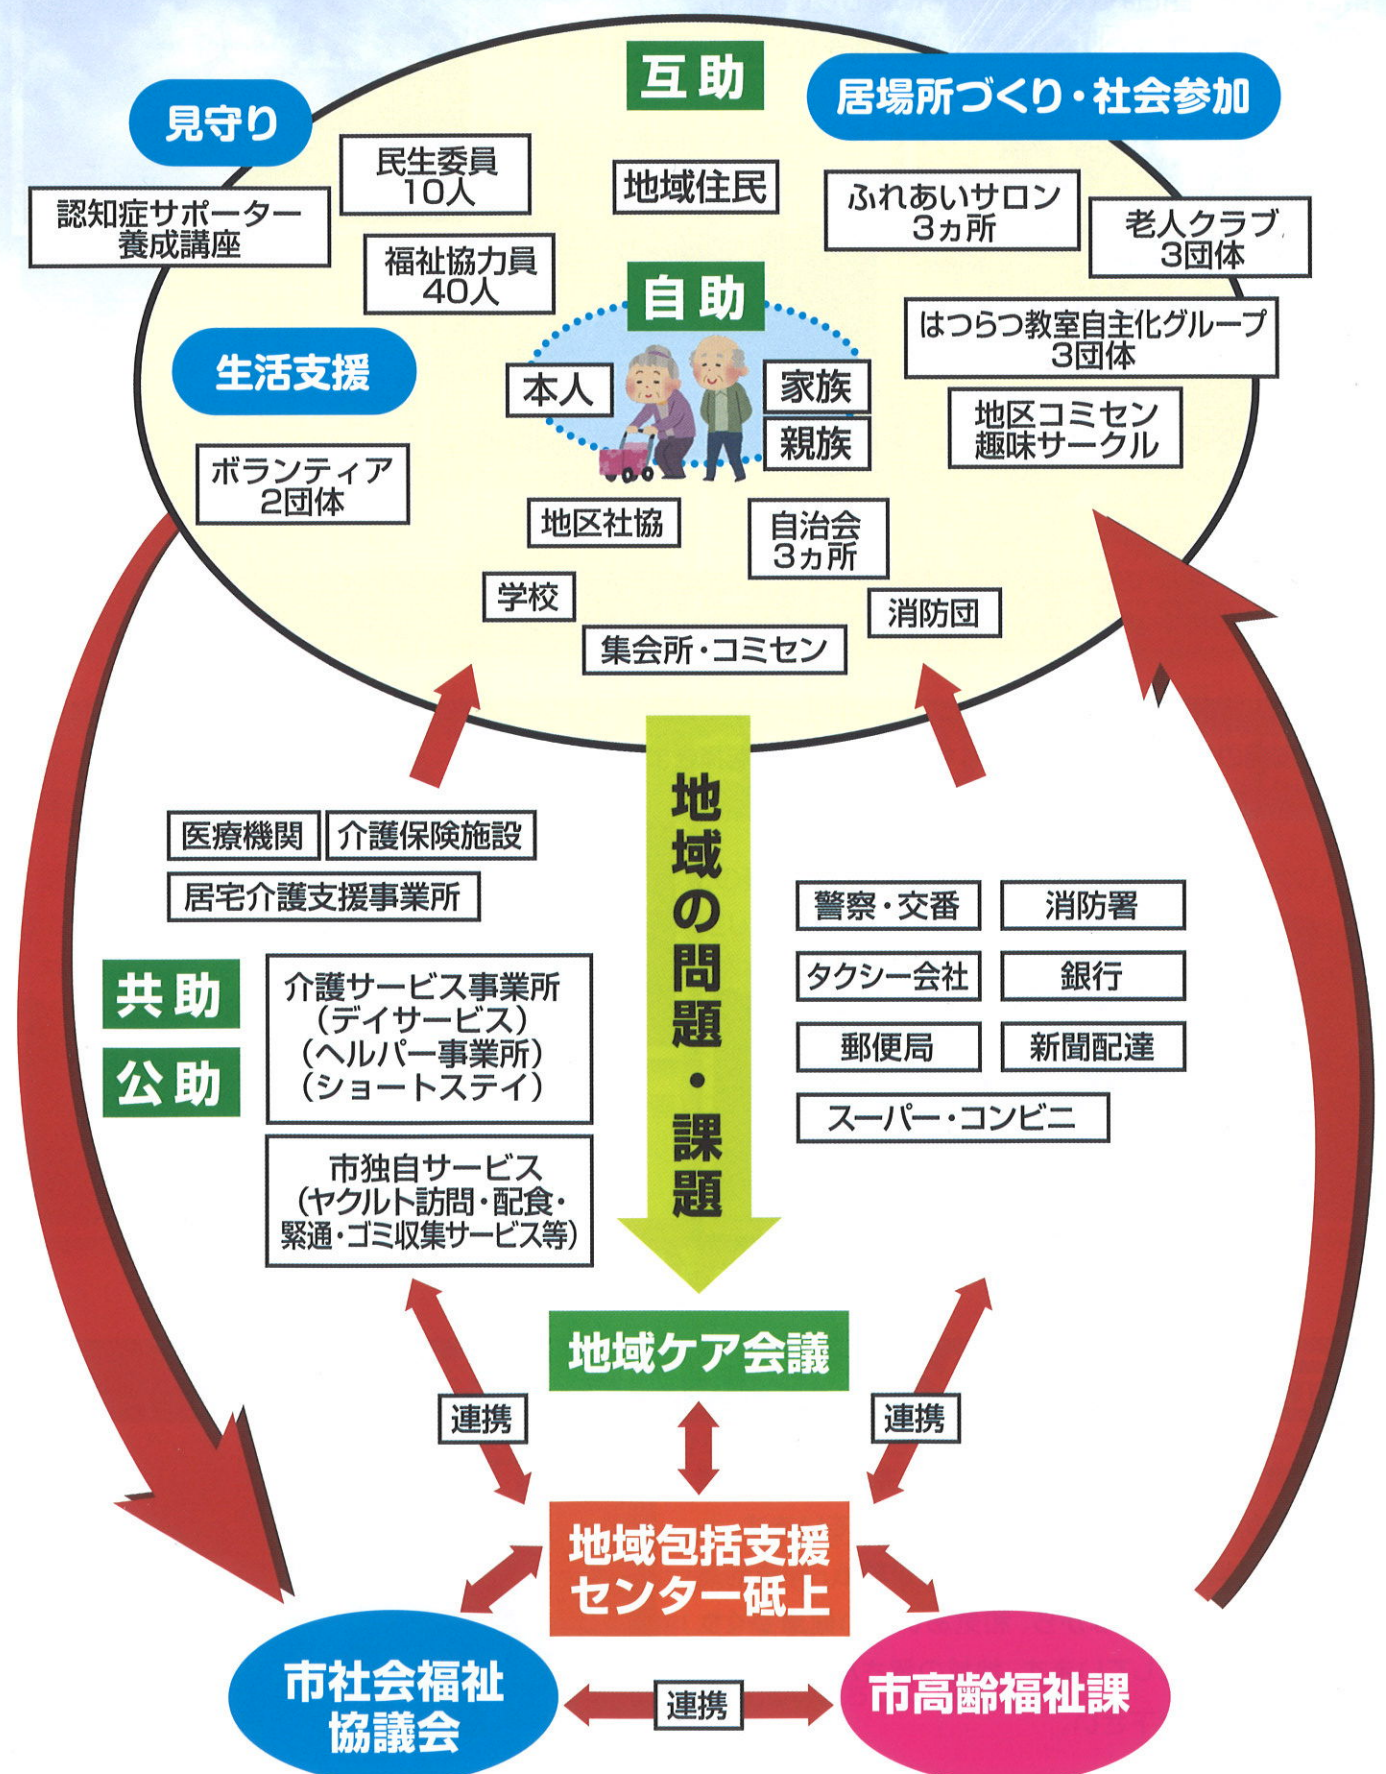 互助
見守り
居場所づくり・社会参加
民生委員
10人
地域住民
認知症サポーター
養成講座
ふれあいサロン
3ヵ所
老人クラブ
3団体
福祉協力員
40人
自助
はつらつ教室自主化グループ
3団体
生活支援
本人
家族
親族
地区コミセン
趣味サークル
ボランティア
2団体
地区社協
自治会
3ヵ所
学校
消防団
集会所・コミセン
地域の問題・課題
医療機関
介護保険施設
居宅介護支援事業所
警察・交番
消防署
共助
公助
介護サービス事業所
（デイサービス）
（ヘルパー事業所）
（ショートステイ）
タクシー会社
銀行
郵便局
新聞配達
スーパー・コンビニ
市独自サービス
（ヤクルト訪問・配食・
緊通・ゴミ収集サービス等）
地域ケア会議
連携
連携
地域包括支援
センター砥上
市社会福祉
協議会
連携
市高齢福祉課